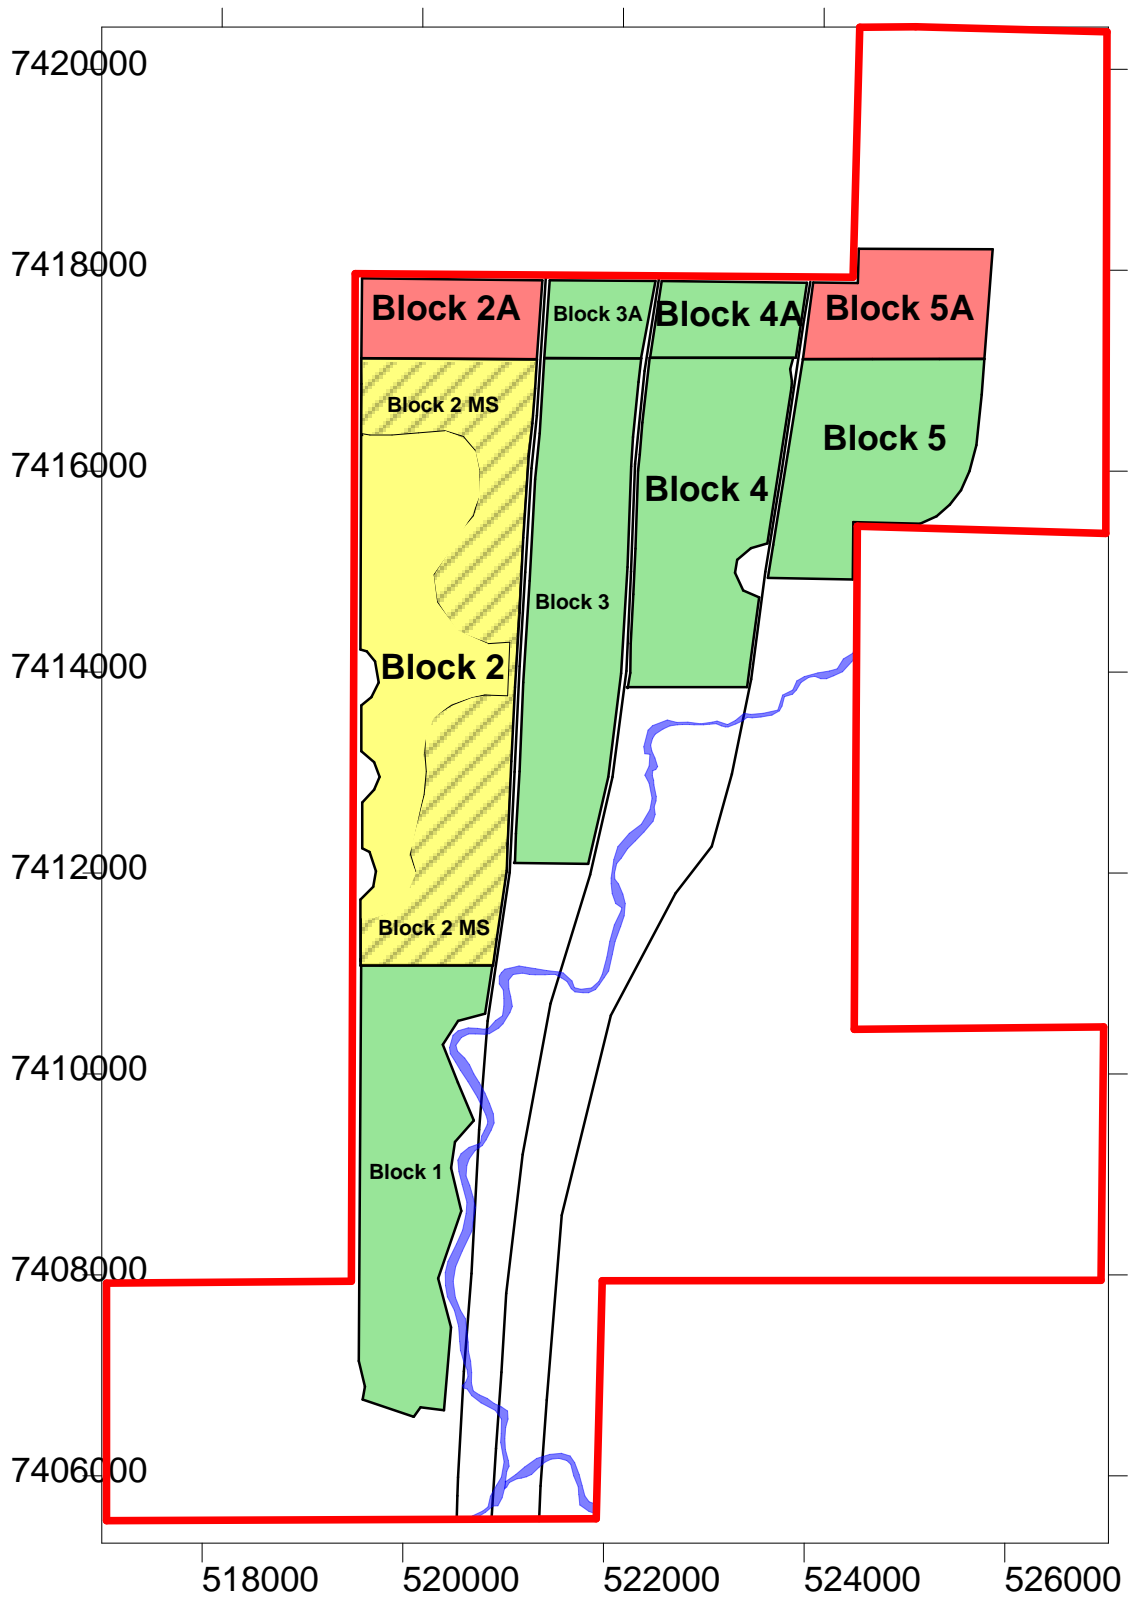 7420000
7418000
Block 2A
Block 3A
Block 4A
Block 5A
Block 2 MS
Block 5
7416000
Block 4
Block 3
7414000
Block 2
7412000
Block 2 MS
7410000
Block 1
7408000
7406000
518000
520000
522000
524000
526000